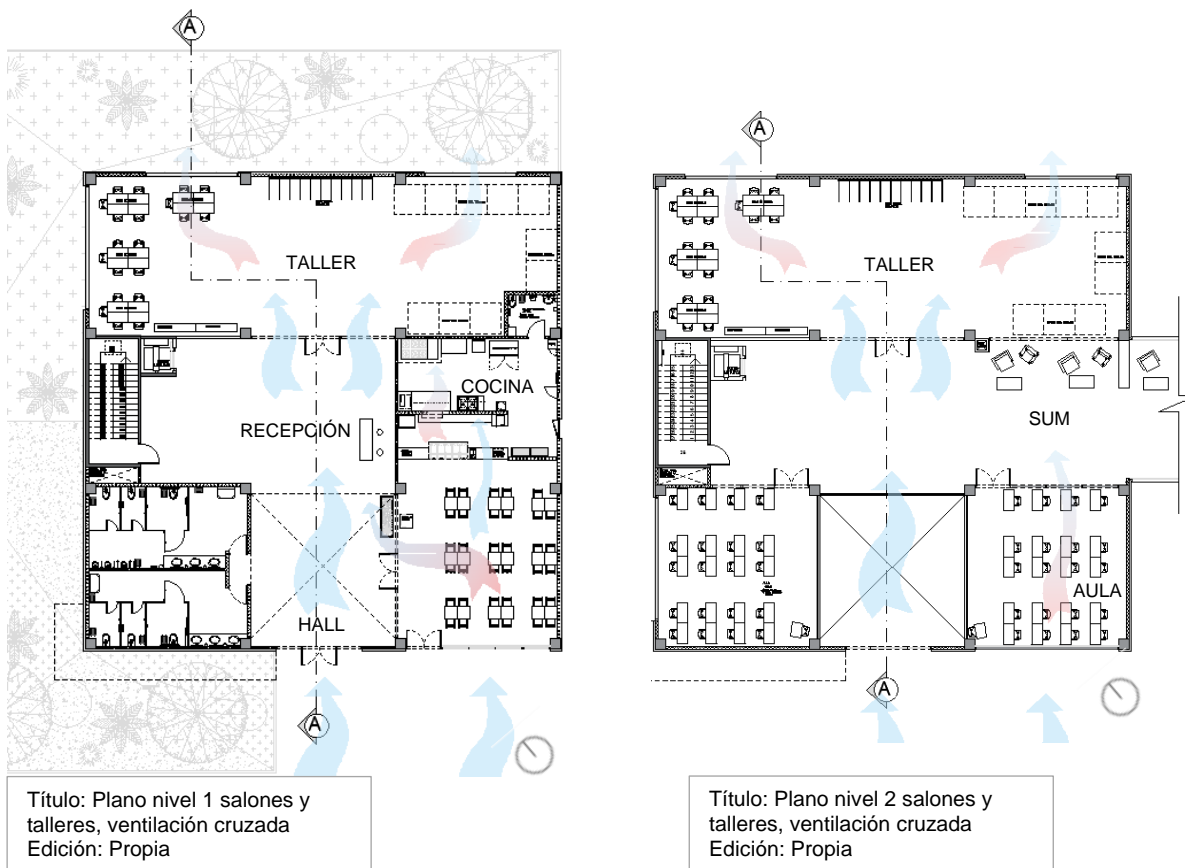 A
A
TALLER
TALLER
COCINA
RECEPCIÓN
SUM
AULA
HALL
A
A
Título: Plano nivel 1 salones y
talleres, ventilación cruzada
Edición: Propia
Título: Plano nivel 2 salones y
talleres, ventilación cruzada
Edición: Propia